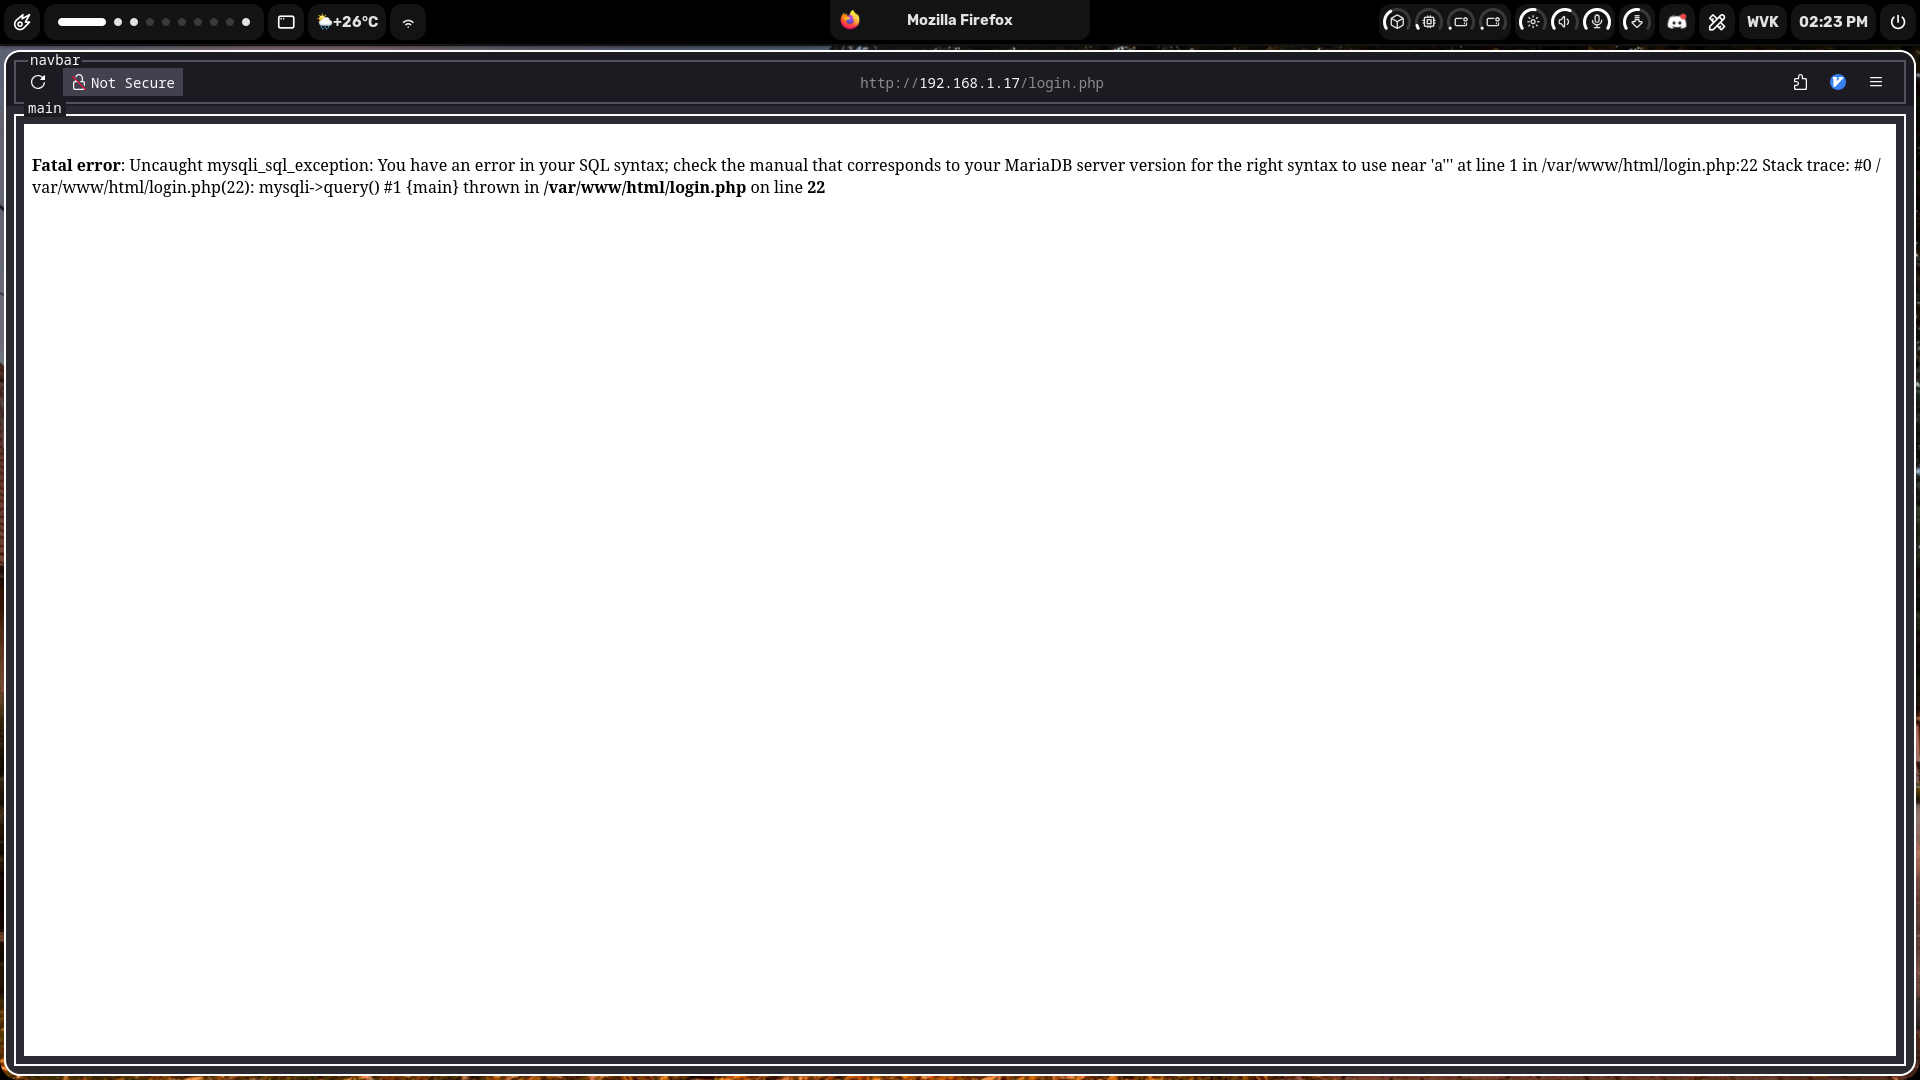 +26°C
Mozilla Firefox
WVK
02:23 PM
navbar
Not Secure
http://192.168.1.17/login.php
main
Fatal error: Uncaught mysqli_sql_exception: You have an error in your SQL syntax; check the manual that corresponds to your MariaDB server version for the right syntax to use near 'a''' at line 1 in /var/www/html/login.php:22 Stack trace: #0 /
var/www/html/login.php(22): mysqli->query() #1 {main} thrown in /var/www/html/login.php on line 22